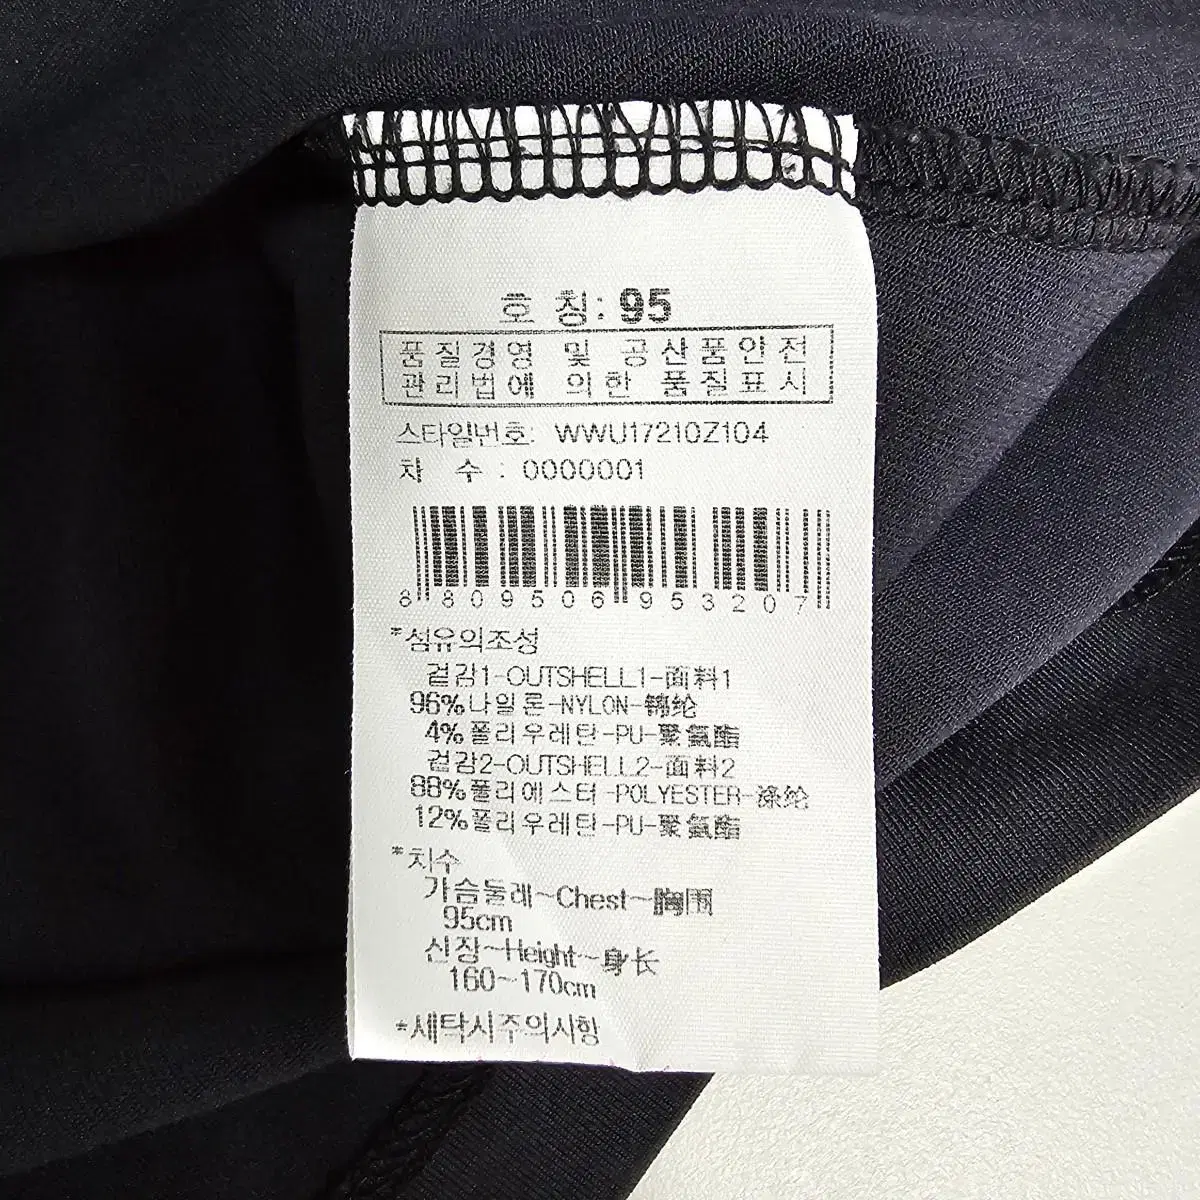 호 칭: 95
품질경영 및 공산품안전
관리법에 의한 품질표시
스타일번호: WWU17210Z104
차 수 : 0000001
8 809506 953207
*섬유의조성
겉감1-OUTSHELL1-面料1
96%나일론-NYLON-锦纶
4%폴리우레탄-PU-聚氨酯
겉감2-OUTSHELL2-面料2
88%폴리에스터-POLYESTER-涤纶
12%폴리우레탄-PU-聚氨酯
*치수
가슴둘레~Chest~胸围
95cm
신장~Height~身长
160~170cm
*세탁시주의사항